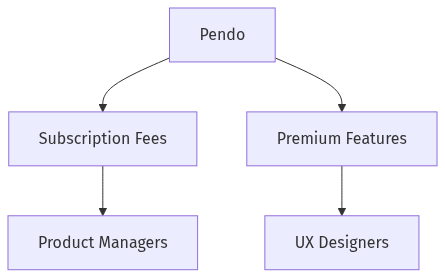 Pendo
Subscription Fees
Premium Features
Product Managers
UX Designers